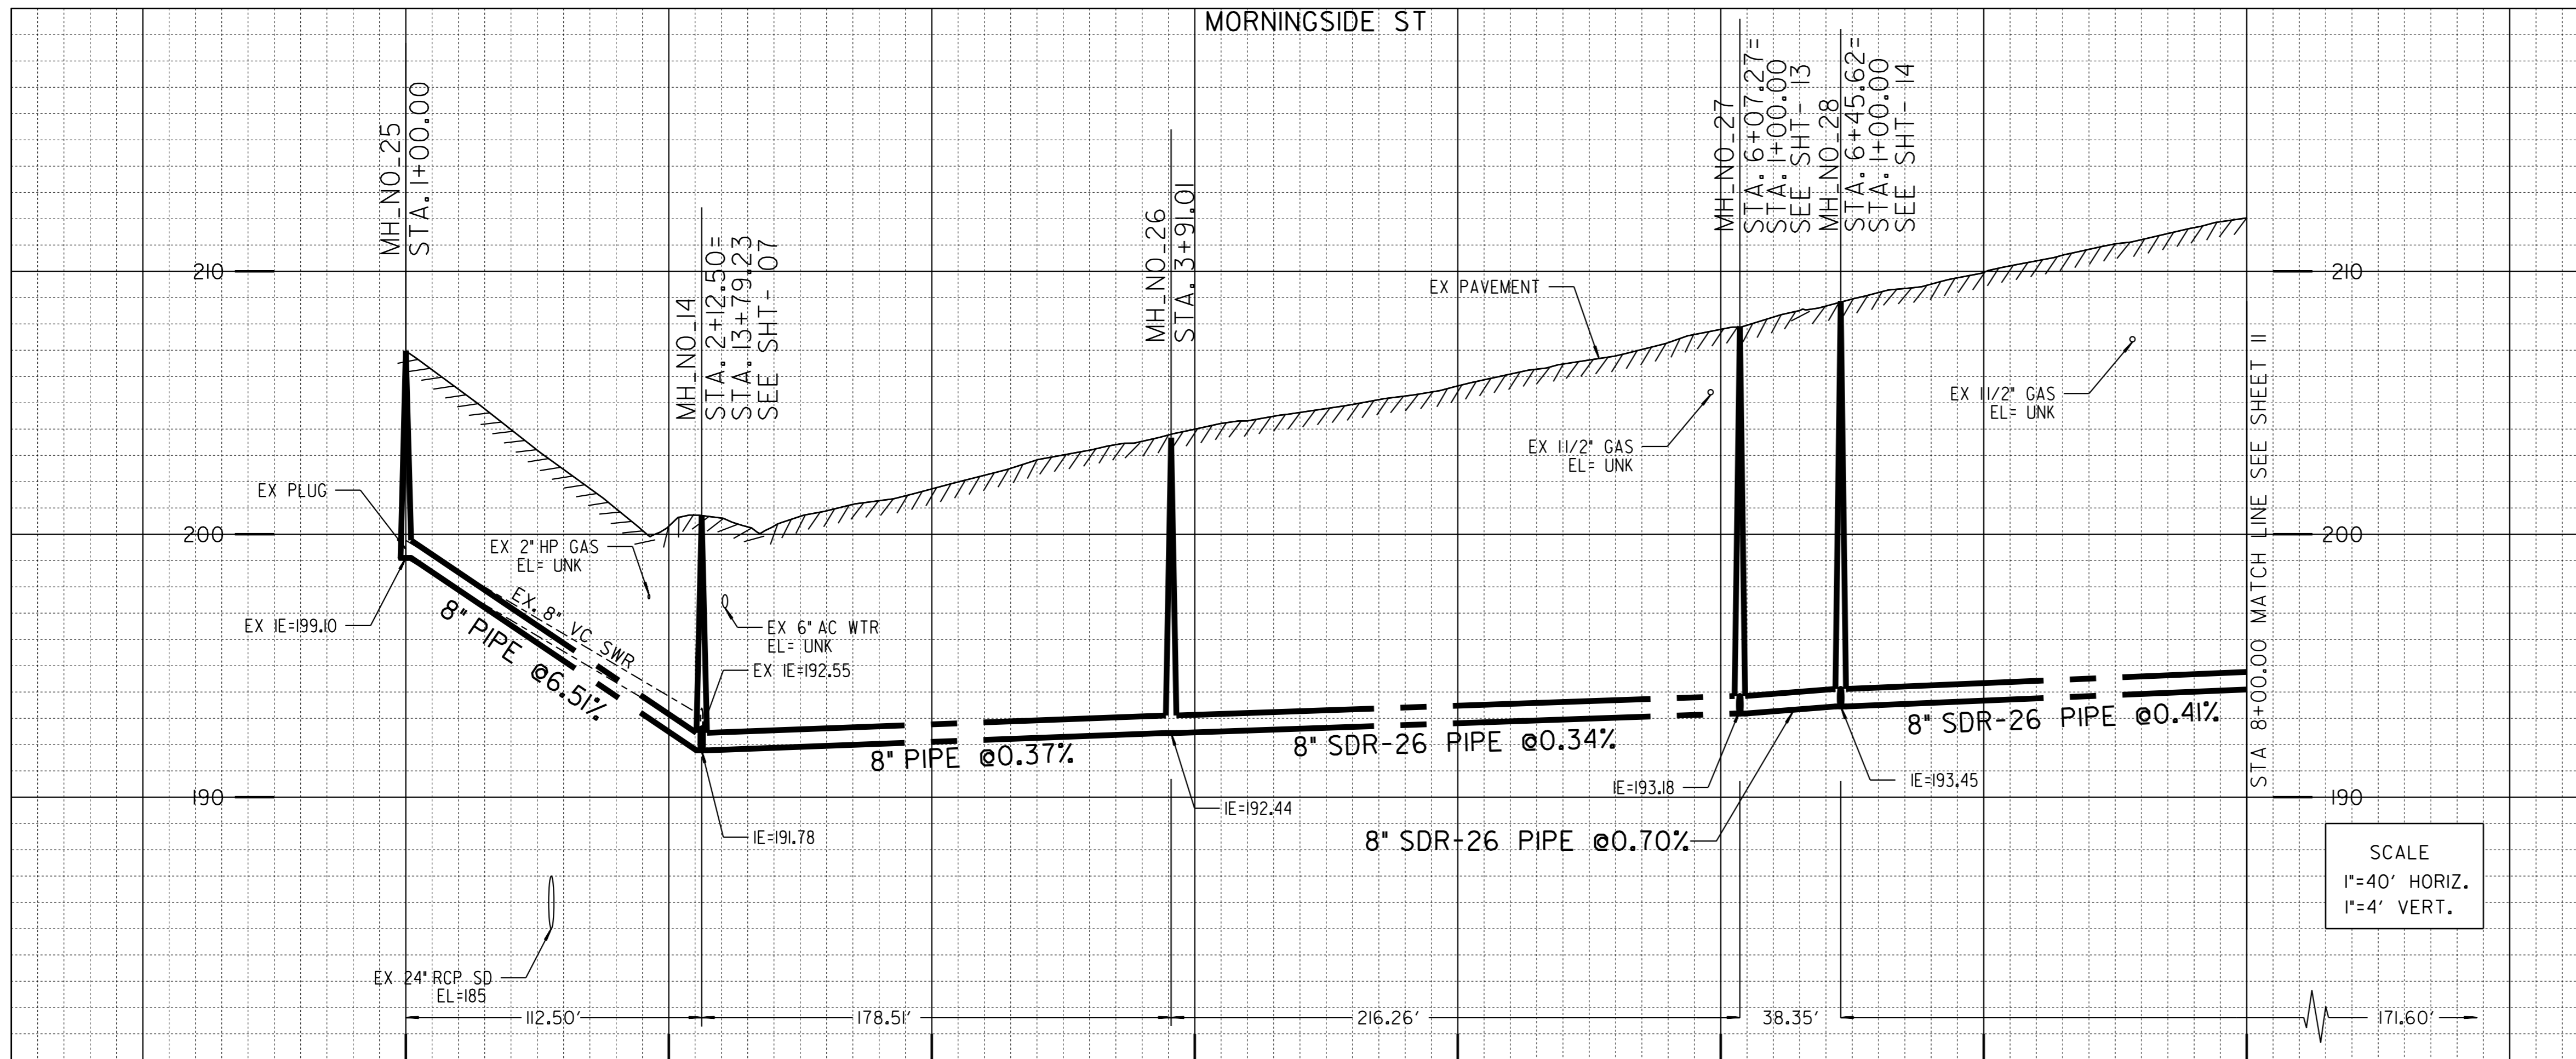 MORNINGSIDE ST
MH_NO_25
STA. 1+00.00
MH_NO_14
STA. 2+12.50=
STA. 13+79.23
SEE SHT- 07
MH_NO_26
STA. 3+91.01
MH_NO_27
STA. 6+07.27=
STA. 1+00.00
SEE SHT- 13
MH_NO_28
STA. 6+45.62=
STA. 1+00.00
SEE SHT- 14
210
210
EX PAVEMENT
EX 1 1/2" GAS
EL= UNK
EX 1 1/2" GAS
EL= UNK
STA 8+00.00 MATCH LINE SEE SHEET 11
EX PLUG
200
200
EX 2" HP GAS
EL= UNK
EX. 8" VC SWR
8" PIPE @6.51%
EX IE=199.10
EX 6" AC WTR
EL= UNK
EX IE=192.55
8" PIPE @0.37%
8" SDR-26 PIPE @0.34%
8" SDR-26 PIPE @0.41%
190
190
IE=193.18
IE=193.45
IE=192.44
IE=191.78
8" SDR-26 PIPE @0.70%
SCALE
1"=40' HORIZ.
1"=4' VERT.
EX 24" RCP SD
EL=185
112.50'
178.51'
216.26'
38.35'
171.60'